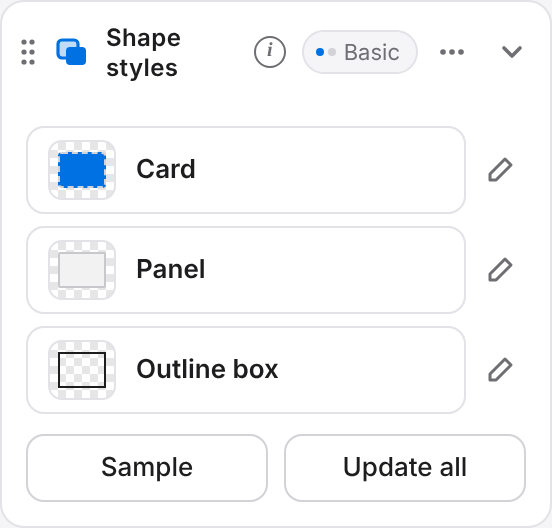 Shape
styles
i
Basic
Card
Panel
Outline box
Sample
Update all